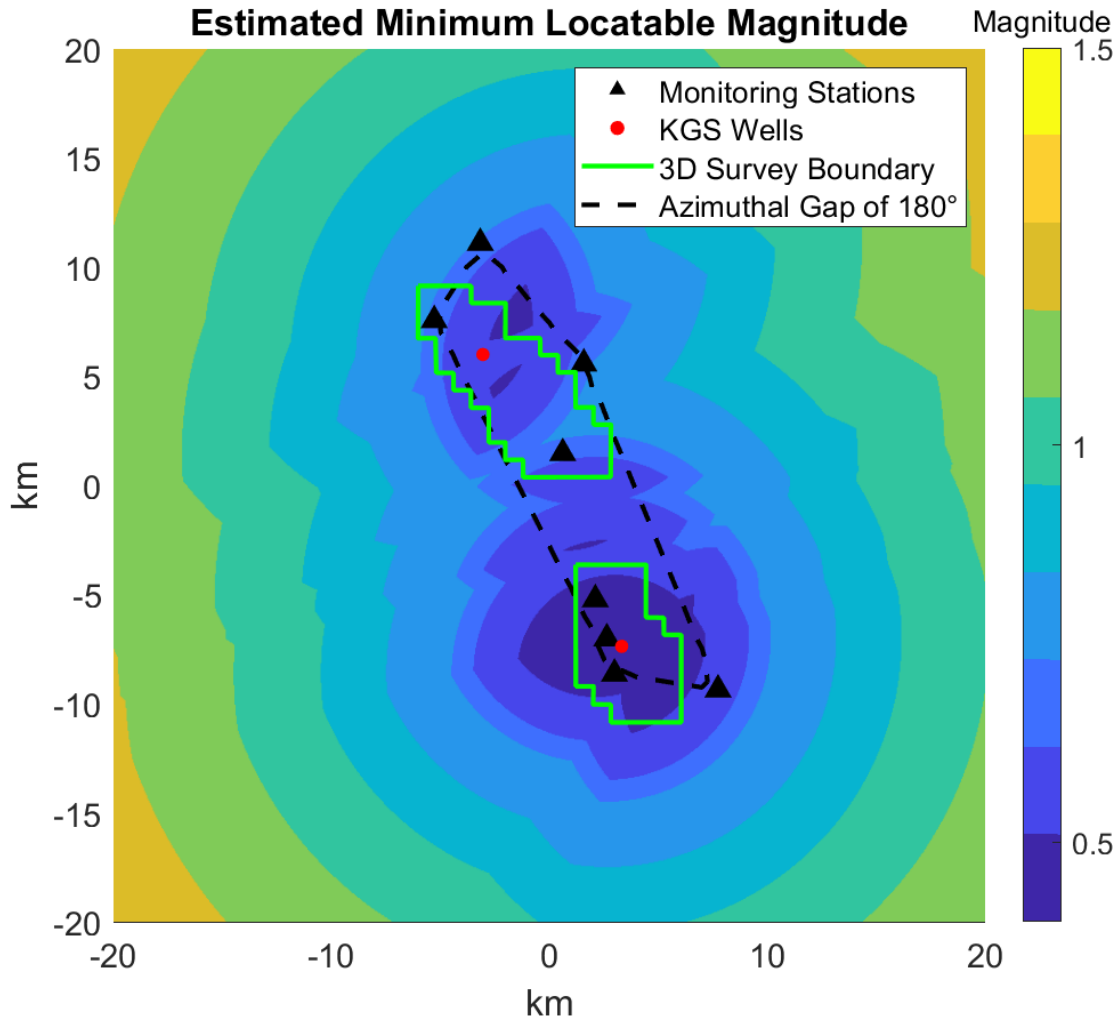 Estimated Minimum Locatable Magnitude
Magnitude
Monitoring Stations
KGS Wells
3D Survey Boundary
Azimuthal Gap of 180°
20
15
10
5
0
-5
-10
-15
-20
km
-20
-10
0
10
20
km
1.5
1
0.5